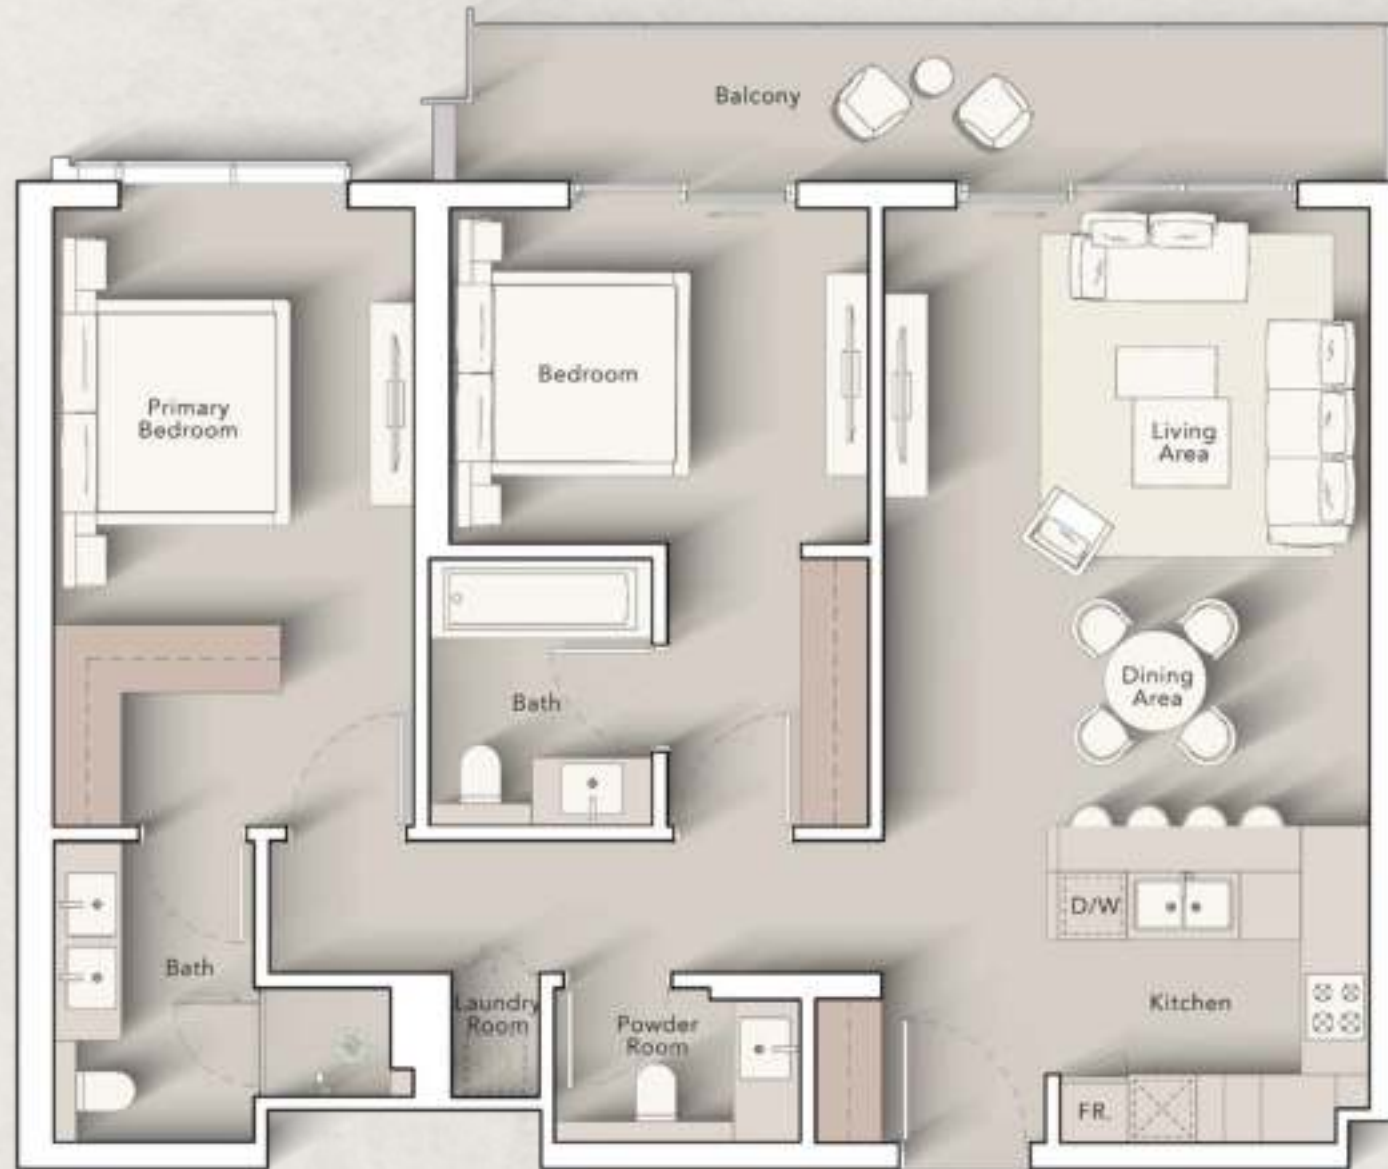 Balcony
Primary
Bedroom
Bedroom
Living
Area
Dining
Area
Bath
D/W
Bath
Laundry
Room
Powder
Room
Kitchen
FR.